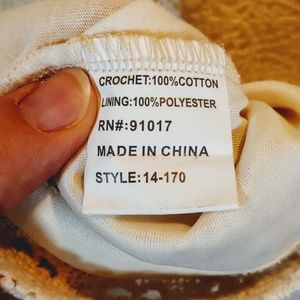 CROCHET:100%COTTON
LINING:100%POLYESTER
RN#:91017
MADE IN CHINA
STYLE:14-170